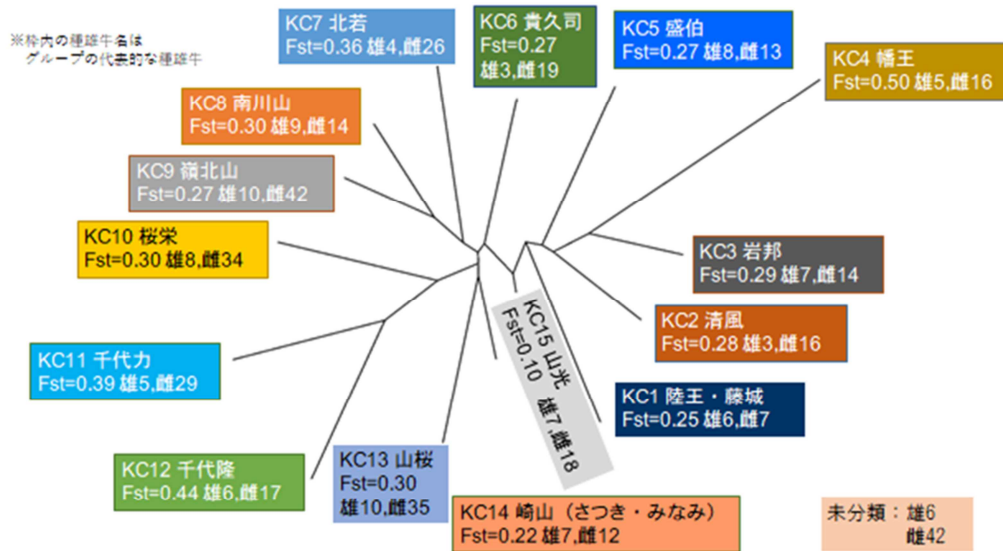 ※枠内の種雄牛名は
グループの代表的な種雄牛
KC7 北若
Fst=0.36 雄4,雌26
KC6 貴久司
Fst=0.27
雄3,雌19
KC5 盛伯
Fst=0.27 雄8,雌13
KC4 幡王
Fst=0.50 雄5,雌16
KC8 南川山
Fst=0.30 雄9,雌14
KC9 嶺北山
Fst=0.27 雄10,雌42
KC10 桜栄
Fst=0.30 雄8,雌34
KC3 岩邦
Fst=0.29 雄7,雌14
KC2 清風
Fst=0.28 雄3,雌16
KC11 千代力
Fst=0.39 雄5,雌29
KC15 山光
Fst=0.10 雄7,雌18
KC1 陸王・藤城
Fst=0.25 雄6,雌7
KC12 千代隆
Fst=0.44 雄6,雌17
KC13 山桜
Fst=0.30
雄10,雌35
KC14 崎山（さつき・みなみ）
Fst=0.22 雄7,雌12
未分類：雄6
雌42